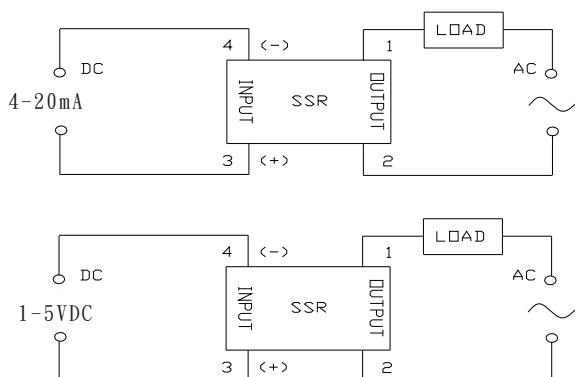 4 (-) 1 LOAD
DC AC
4-20mA INPUT SSR OUTPUT
3 (+) 2
4 (-) 1 LOAD
DC AC
1-5VDC INPUT SSR OUTPUT
3 (+) 2